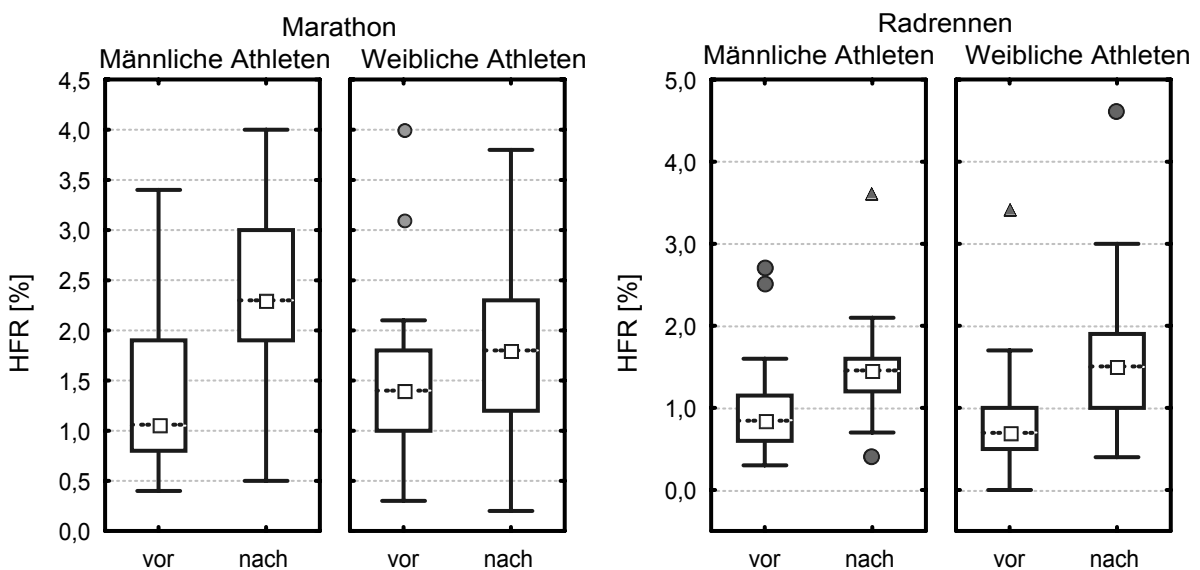 Marathon
Männliche Athleten Weibliche Athleten
HFR [%]
4,5
4,0
3,5
3,0
2,5
2,0
1,5
1,0
0,5
0,0
vor nach vor nach
Radrennen
Männliche Athleten Weibliche Athleten
HFR [%]
5,0
4,0
3,0
2,0
1,0
0,0
vor nach vor nach